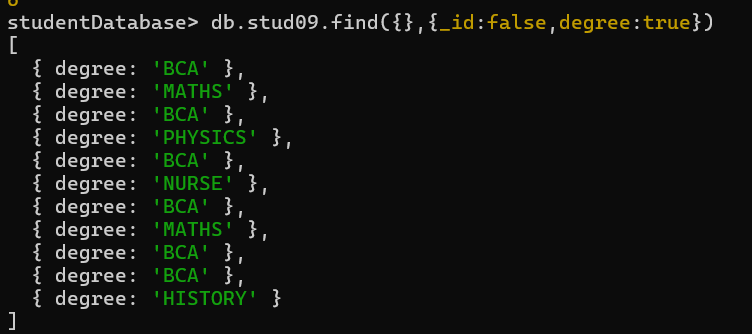 studentDatabase> db.stud09.find({},{_id:false,degree:true})
[
  { degree: 'BCA' },
  { degree: 'MATHS' },
  { degree: 'BCA' },
  { degree: 'PHYSICS' },
  { degree: 'BCA' },
  { degree: 'NURSE' },
  { degree: 'BCA' },
  { degree: 'MATHS' },
  { degree: 'BCA' },
  { degree: 'BCA' },
  { degree: 'HISTORY' }
]